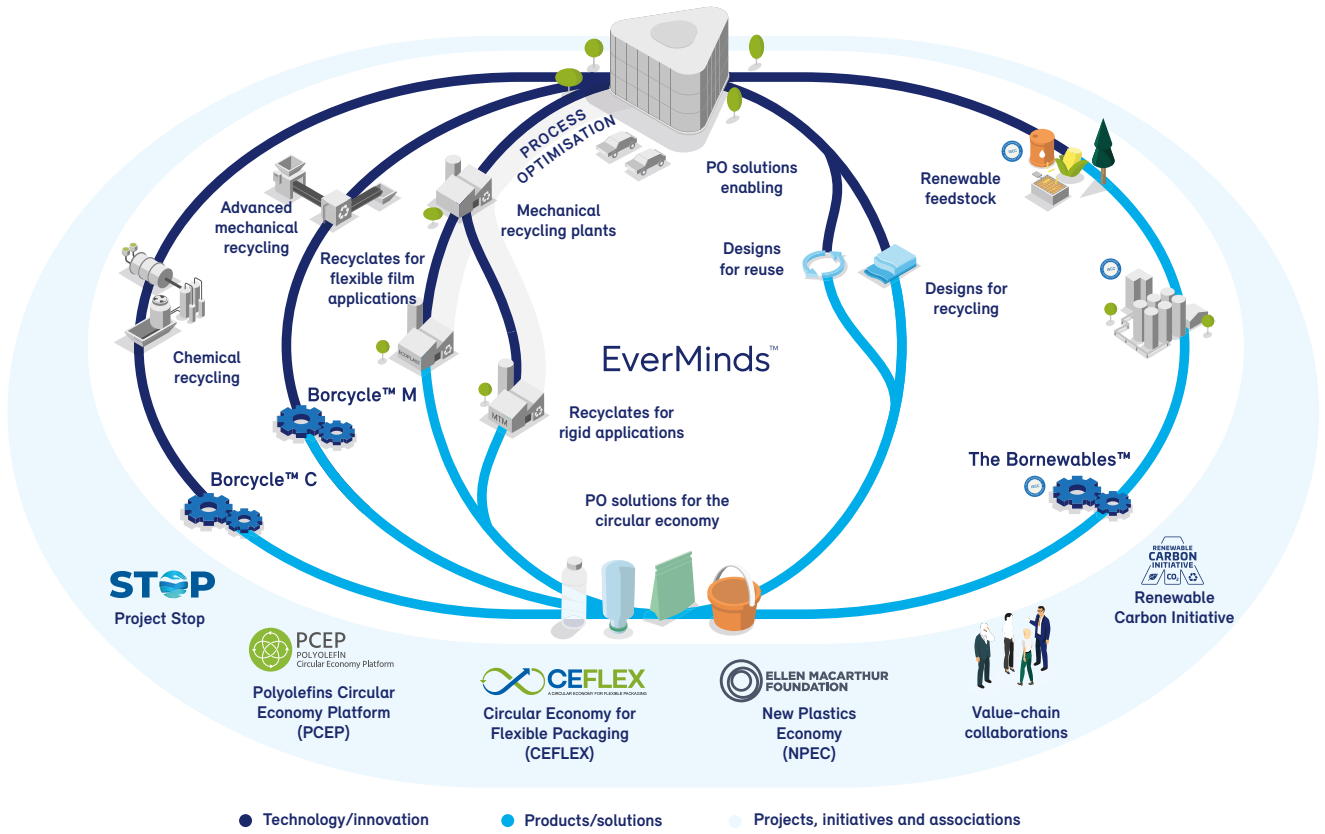 PROCESS
OPTIMISATION
PO solutions
enabling
Renewable
feedstock
Advanced
mechanical
recycling
Mechanical
recycling plants
Recyclates for
flexible film
applications
Designs
for reuse
Designs for
recycling
Chemical
recycling
EverMinds™
Borcycle™ M
ECOPLAST
MTM
Recyclates for
rigid applications
Borcycle™ C
The Bornewables™
PO solutions for the
circular economy
STOP
Project Stop
RENEWABLE
CARBON
INITIATIVE
CO₂
Renewable
Carbon Initiative
PCEP
POLYOLEFIN
Circular Economy Platform
Polyolefins Circular
Economy Platform
(PCEP)
CEFLEX
A CIRCULAR ECONOMY FOR FLEXIBLE PACKAGING
Circular Economy for
Flexible Packaging
(CEFLEX)
ELLEN MACARTHUR
FOUNDATION
New Plastics
Economy
(NPEC)
Value-chain
collaborations
Technology/innovation
Products/solutions
Projects, initiatives and associations